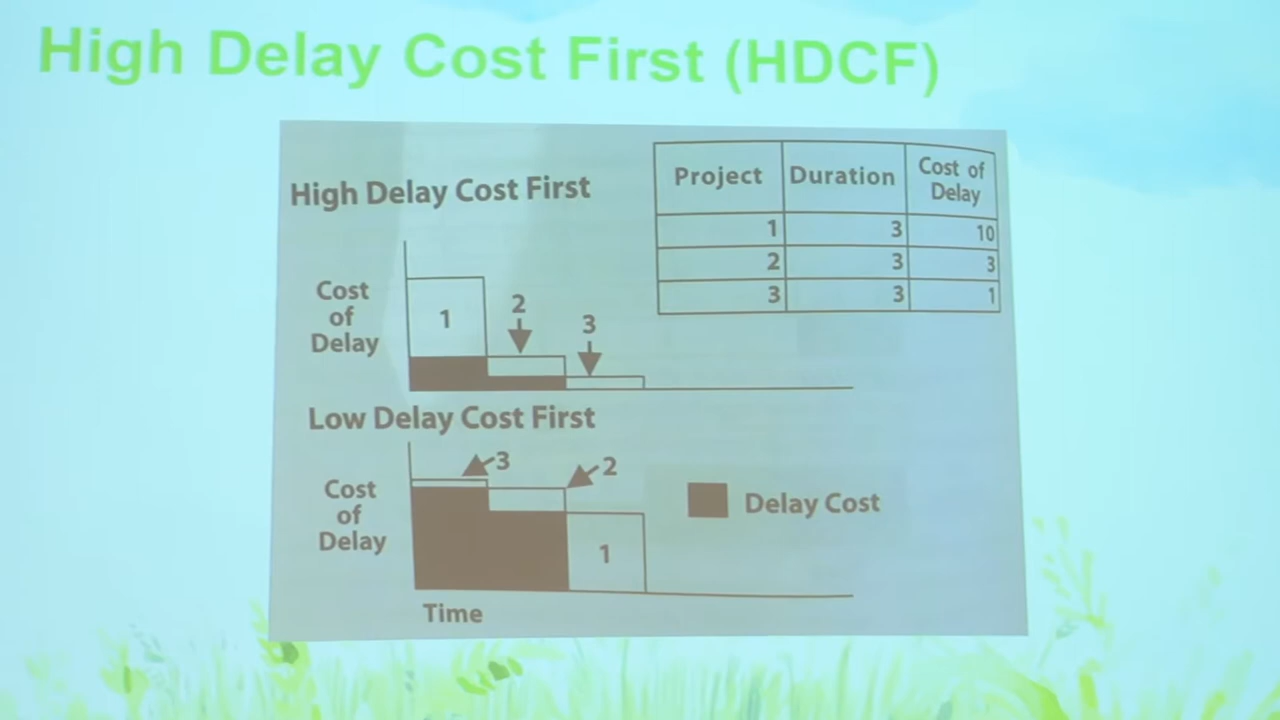 High Delay Cost First (HDCF)
High Delay Cost First
Project Duration Cost of Delay
1 3 10
2 3 3
3 3 1
Cost
of
Delay
1
2
3
Low Delay Cost First
Cost
of
Delay
3
2
1
Delay Cost
Time